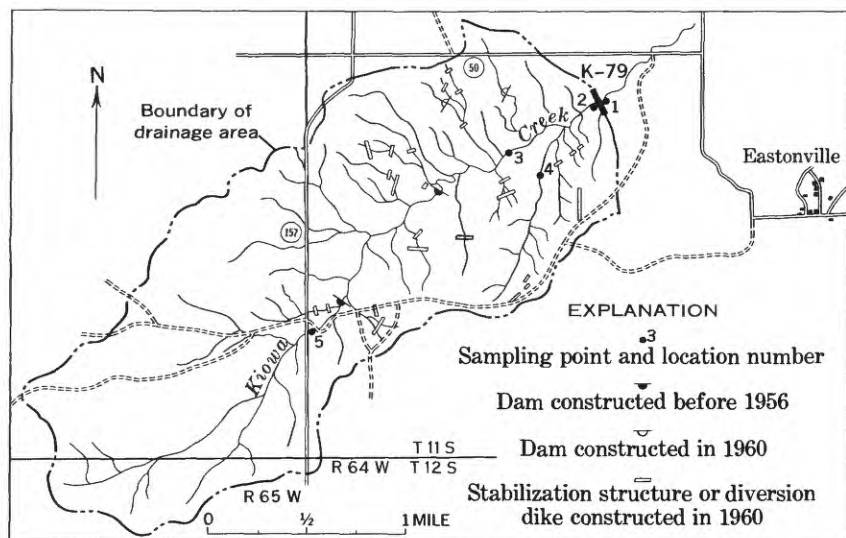 N
Boundary of
drainage area
50
K-79
2
1
Creek
3
4
Eastonville
157
5
Kiowa
EXPLANATION
3
Sampling point and location number
Dam constructed before 1956
Dam constructed in 1960
Stabilization structure or diversion
dike constructed in 1960
T 11 S
R 64 W T 12 S
R 65 W
0 ½ 1 MILE